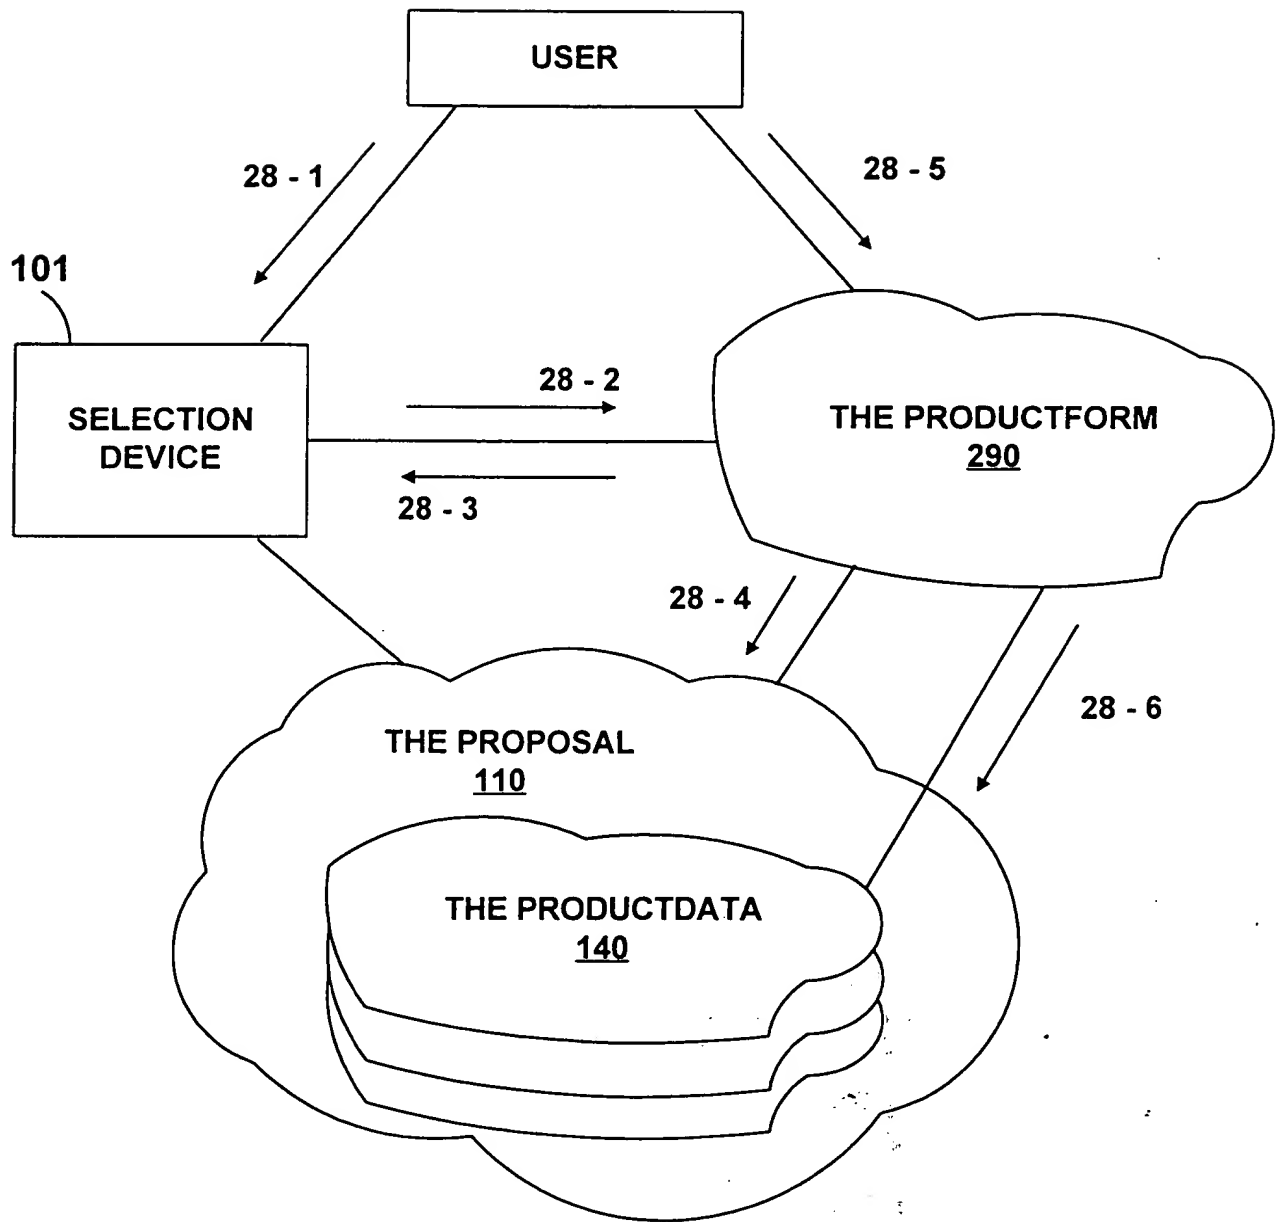 USER
28 - 1
28 - 5
101
28 - 2
SELECTION
DEVICE
THE PRODUCTFORM
290
28 - 3
28 - 4
28 - 6
THE PROPOSAL
110
THE PRODUCTDATA
140